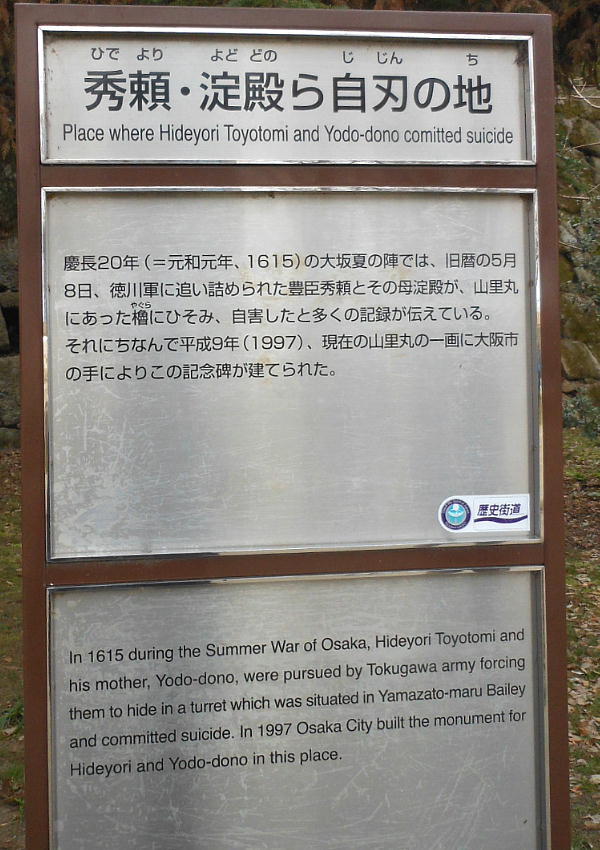 ひで より よど どの じ じん ち
秀頼・淀殿ら自刃の地
Place where Hideyori Toyotomi and Yodo-dono comitted suicide
慶長20年（＝元和元年、1615）の大坂夏の陣では、旧暦の5月
8日、徳川軍に追い詰められた豊臣秀頼とその母淀殿が、山里丸
やぐら
にあった櫓にひそみ、自害したと多くの記録が伝えている。
それにちなんで平成9年（1997）、現在の山里丸の一画に大阪市
の手によりこの記念碑が建てられた。
歴史街道
In 1615 during the Summer War of Osaka, Hideyori Toyotomi and
his mother, Yodo-dono, were pursued by Tokugawa army forcing
them to hide in a turret which was situated in Yamazato-maru Bailey
and committed suicide. In 1997 Osaka City built the monument for
Hideyori and Yodo-dono in this place.